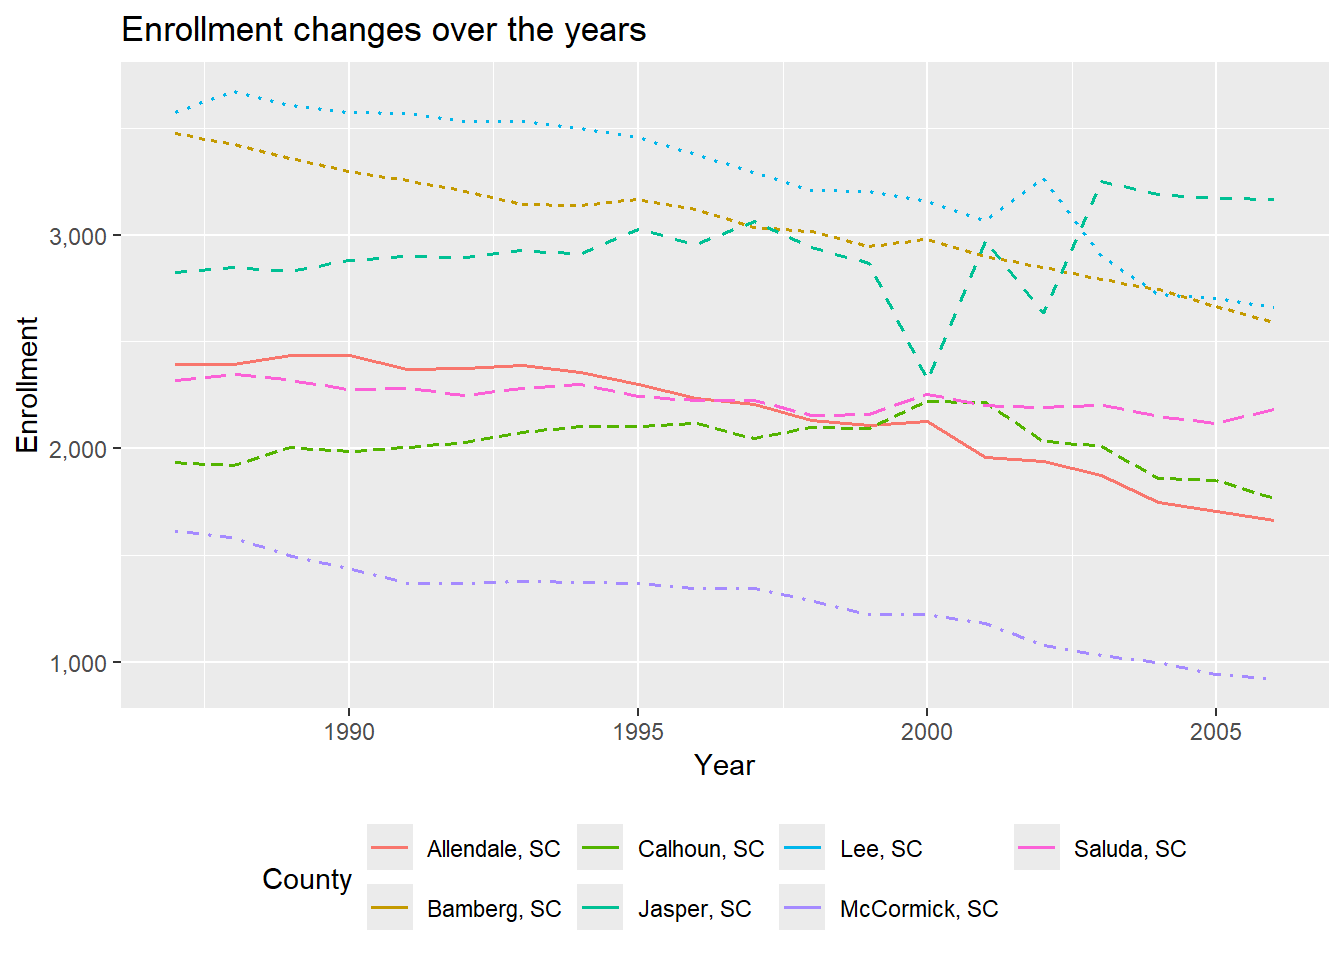 Enrollment changes over the years
Enrollment
3,000
2,000
1,000
1990 1995 2000 2005
Year
County
Allendale, SC Calhoun, SC Lee, SC Saluda, SC
Bamberg, SC Jasper, SC McCormick, SC